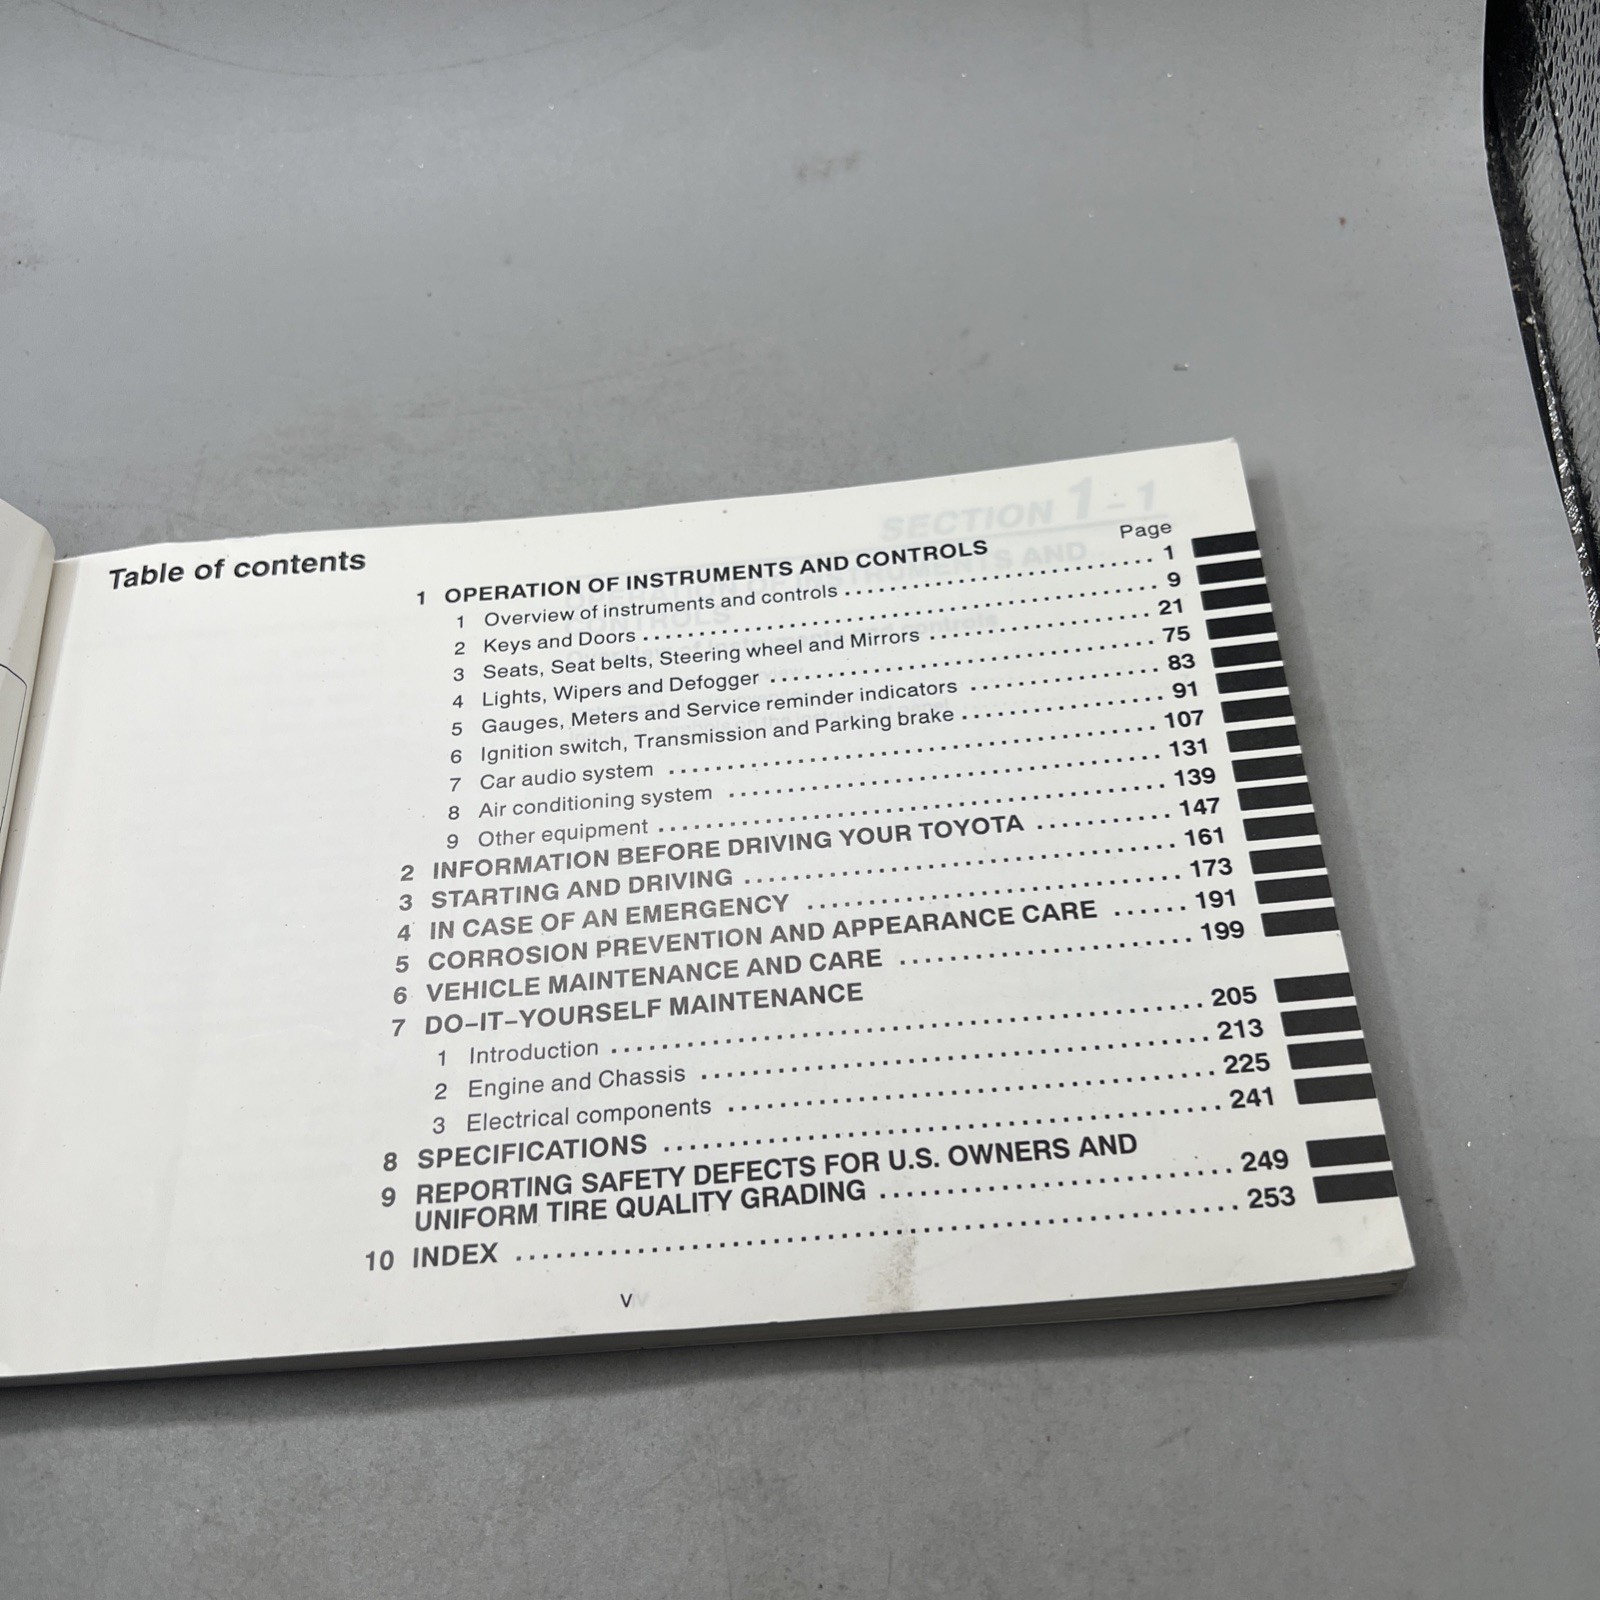 Table of contents
Page
1 OPERATION OF INSTRUMENTS AND CONTROLS
1 Overview of instruments and controls 1
2 Keys and Doors 9
3 Seats, Seat belts, Steering wheel and Mirrors 21
4 Lights, Wipers and Defogger 75
5 Gauges, Meters and Service reminder indicators 83
6 Ignition switch, Transmission and Parking brake 91
7 Car audio system 107
8 Air conditioning system 131
9 Other equipment 139
2 INFORMATION BEFORE DRIVING YOUR TOYOTA 147
3 STARTING AND DRIVING 161
4 IN CASE OF AN EMERGENCY 173
5 CORROSION PREVENTION AND APPEARANCE CARE 191
6 VEHICLE MAINTENANCE AND CARE 199
7 DO–IT–YOURSELF MAINTENANCE
1 Introduction 205
2 Engine and Chassis 213
3 Electrical components 225
8 SPECIFICATIONS 241
9 REPORTING SAFETY DEFECTS FOR U.S. OWNERS AND
UNIFORM TIRE QUALITY GRADING 249
10 INDEX 253
V
SECTION 1–1